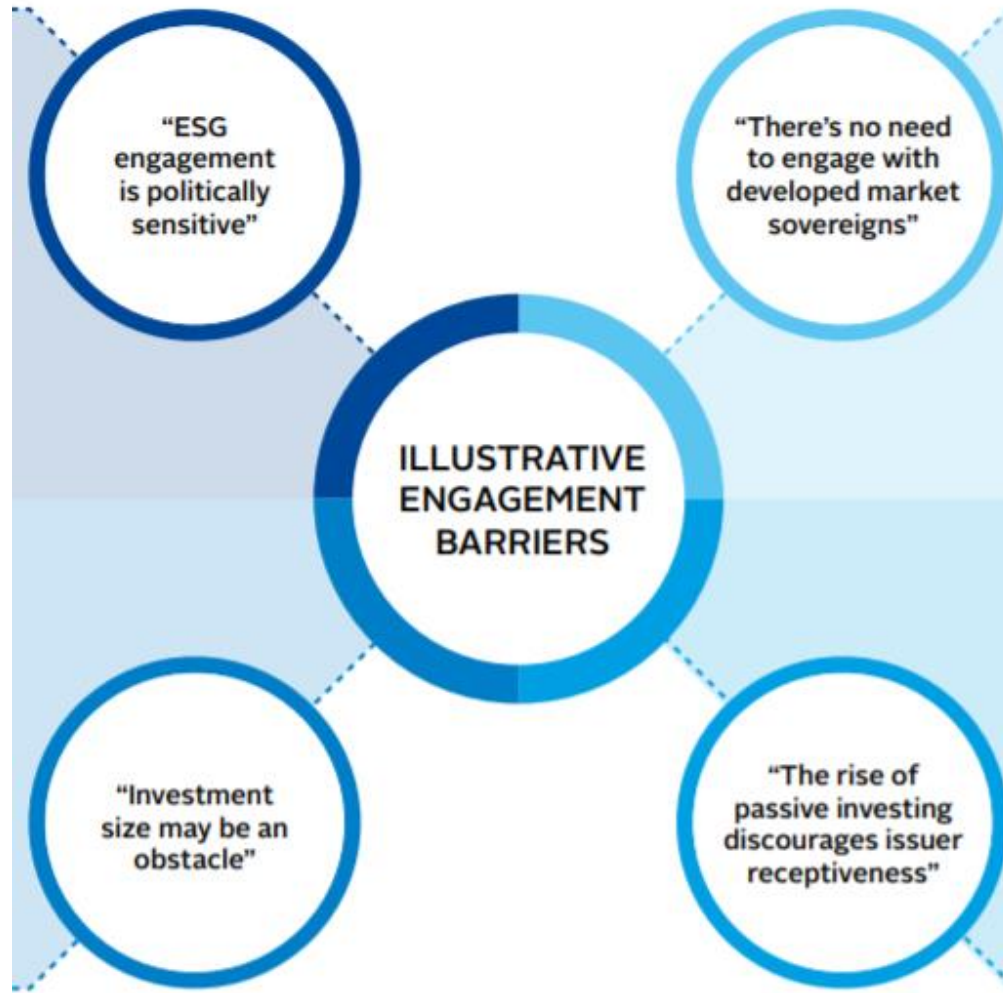 “ESG
engagement
is politically
sensitive”
“There’s no need
to engage with
developed market
sovereigns”
ILLUSTRATIVE
ENGAGEMENT
BARRIERS
“Investment
size may be an
obstacle”
“The rise of
passive investing
discourages issuer
receptiveness”